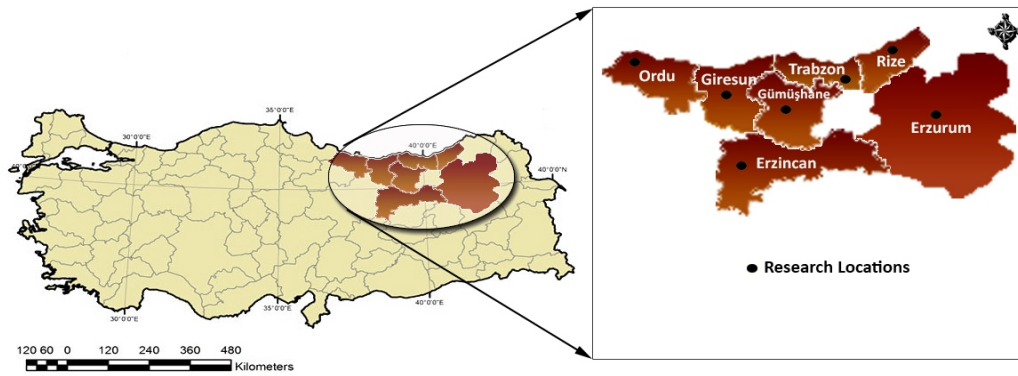 35°0'0"E
30°0'0"E
40°0'0"E
40°0'0"N
30°0'0"E
35°0'0"E
40°0'0"E
120 60 0 120 240 360 480
Kilometers
Ordu
Giresun
Trabzon
Rize
Gümüşhane
Erzurum
Erzincan
Research Locations